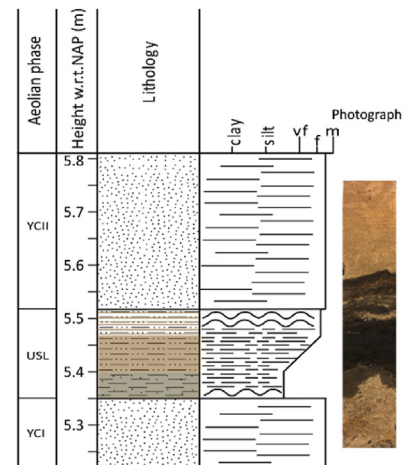 Aeolian phase
Height w.r.t.NAP (m)
Lithology
clay
silt
vf
f
m
Photograph
5.8
5.7
5.6
5.5
5.4
5.3
YCII
USL
YCI